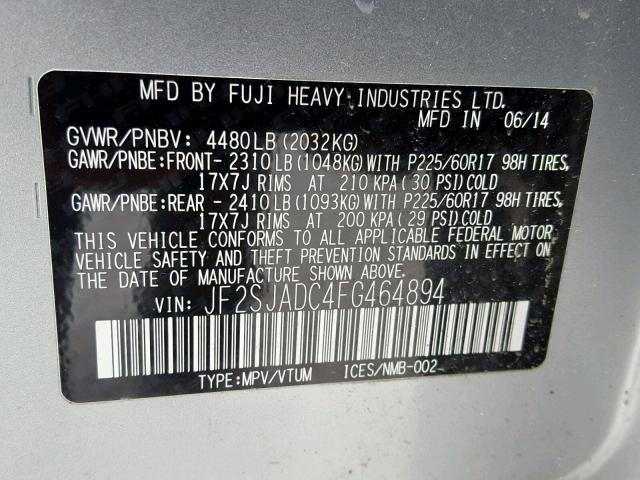 MFD BY FUJI HEAVY INDUSTRIES LTD.
MFD IN 06/14
GVWR/PNBV: 4480LB(2032KG)
GAWR/PNBE:FRONT- 2310LB(1048KG)WITH P225/60R17 98H TIRES,
17X7J RIMS AT 210 KPA(30 PSI)COLD
GAWR/PNBE:REAR - 2410LB(1093KG)WITH P225/60R17 98H TIRES,
17X7J RIMS AT 200 KPA(29 PSI)COLD
THIS VEHICLE CONFORMS TO ALL APPLICABLE FEDERAL MOTOR
VEHICLE SAFETY AND THEFT PREVENTION STANDARDS IN EFFECT ON
THE DATE OF MANUFACTURE SHOWN ABOVE.
VIN: JF2SJADC4FG464894
TYPE:MPV/VTUM ICES/NMB-002